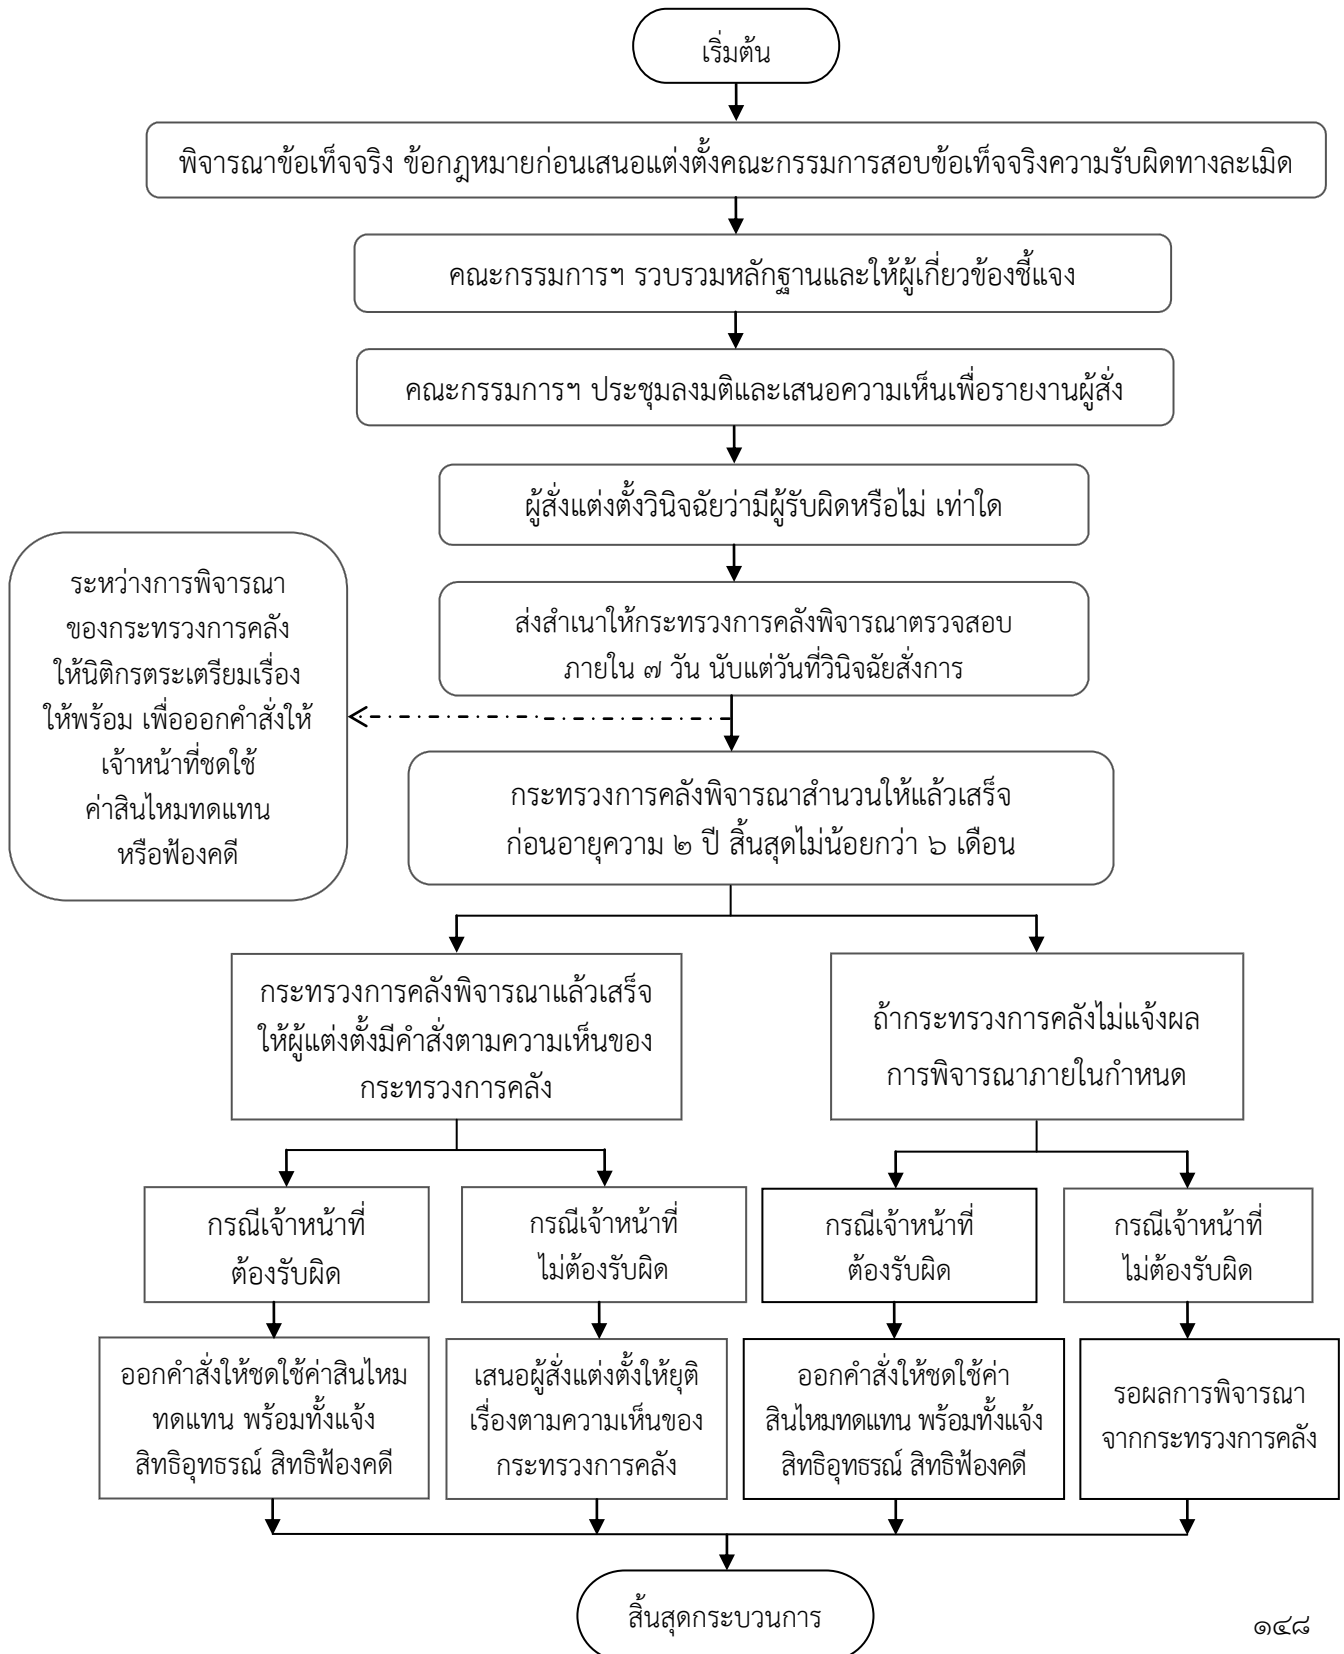 เริ่มต้น
พิจารณาข้อเท็จจริง ข้อกฎหมายก่อนเสนอแต่งตั้งคณะกรรมการสอบข้อเท็จจริงความรับผิดทางละเมิด
คณะกรรมการฯ รวบรวมหลักฐานและให้ผู้เกี่ยวข้องชี้แจง
คณะกรรมการฯ ประชุมลงมติและเสนอความเห็นเพื่อรายงานผู้สั่ง
ผู้สั่งแต่งตั้งวินิจฉัยว่ามีผู้รับผิดหรือไม่ เท่าใด
ส่งสำเนาให้กระทรวงการคลังพิจารณาตรวจสอบ
ภายใน ๗ วัน นับแต่วันที่วินิจฉัยสั่งการ
ระหว่างการพิจารณา
ของกระทรวงการคลัง
ให้นิติกรตระเตรียมเรื่อง
ให้พร้อม เพื่อออกคำสั่งให้
เจ้าหน้าที่ชดใช้
ค่าสินไหมทดแทน
หรือฟ้องคดี
กระทรวงการคลังพิจารณาสำนวนให้แล้วเสร็จ
ก่อนอายุความ ๒ ปี สิ้นสุดไม่น้อยกว่า ๖ เดือน
กระทรวงการคลังพิจารณาแล้วเสร็จ
ให้ผู้แต่งตั้งมีคำสั่งตามความเห็นของ
กระทรวงการคลัง
ถ้ากระทรวงการคลังไม่แจ้งผล
การพิจารณาภายในกำหนด
กรณีเจ้าหน้าที่
ต้องรับผิด
กรณีเจ้าหน้าที่
ไม่ต้องรับผิด
กรณีเจ้าหน้าที่
ต้องรับผิด
กรณีเจ้าหน้าที่
ไม่ต้องรับผิด
ออกคำสั่งให้ชดใช้ค่าสินไหม
ทดแทน พร้อมทั้งแจ้ง
สิทธิอุทธรณ์ สิทธิฟ้องคดี
เสนอผู้สั่งแต่งตั้งให้ยุติ
เรื่องตามความเห็นของ
กระทรวงการคลัง
ออกคำสั่งให้ชดใช้ค่า
สินไหมทดแทน พร้อมทั้งแจ้ง
สิทธิอุทธรณ์ สิทธิฟ้องคดี
รอผลการพิจารณา
จากกระทรวงการคลัง
สิ้นสุดกระบวนการ
๑๔๘